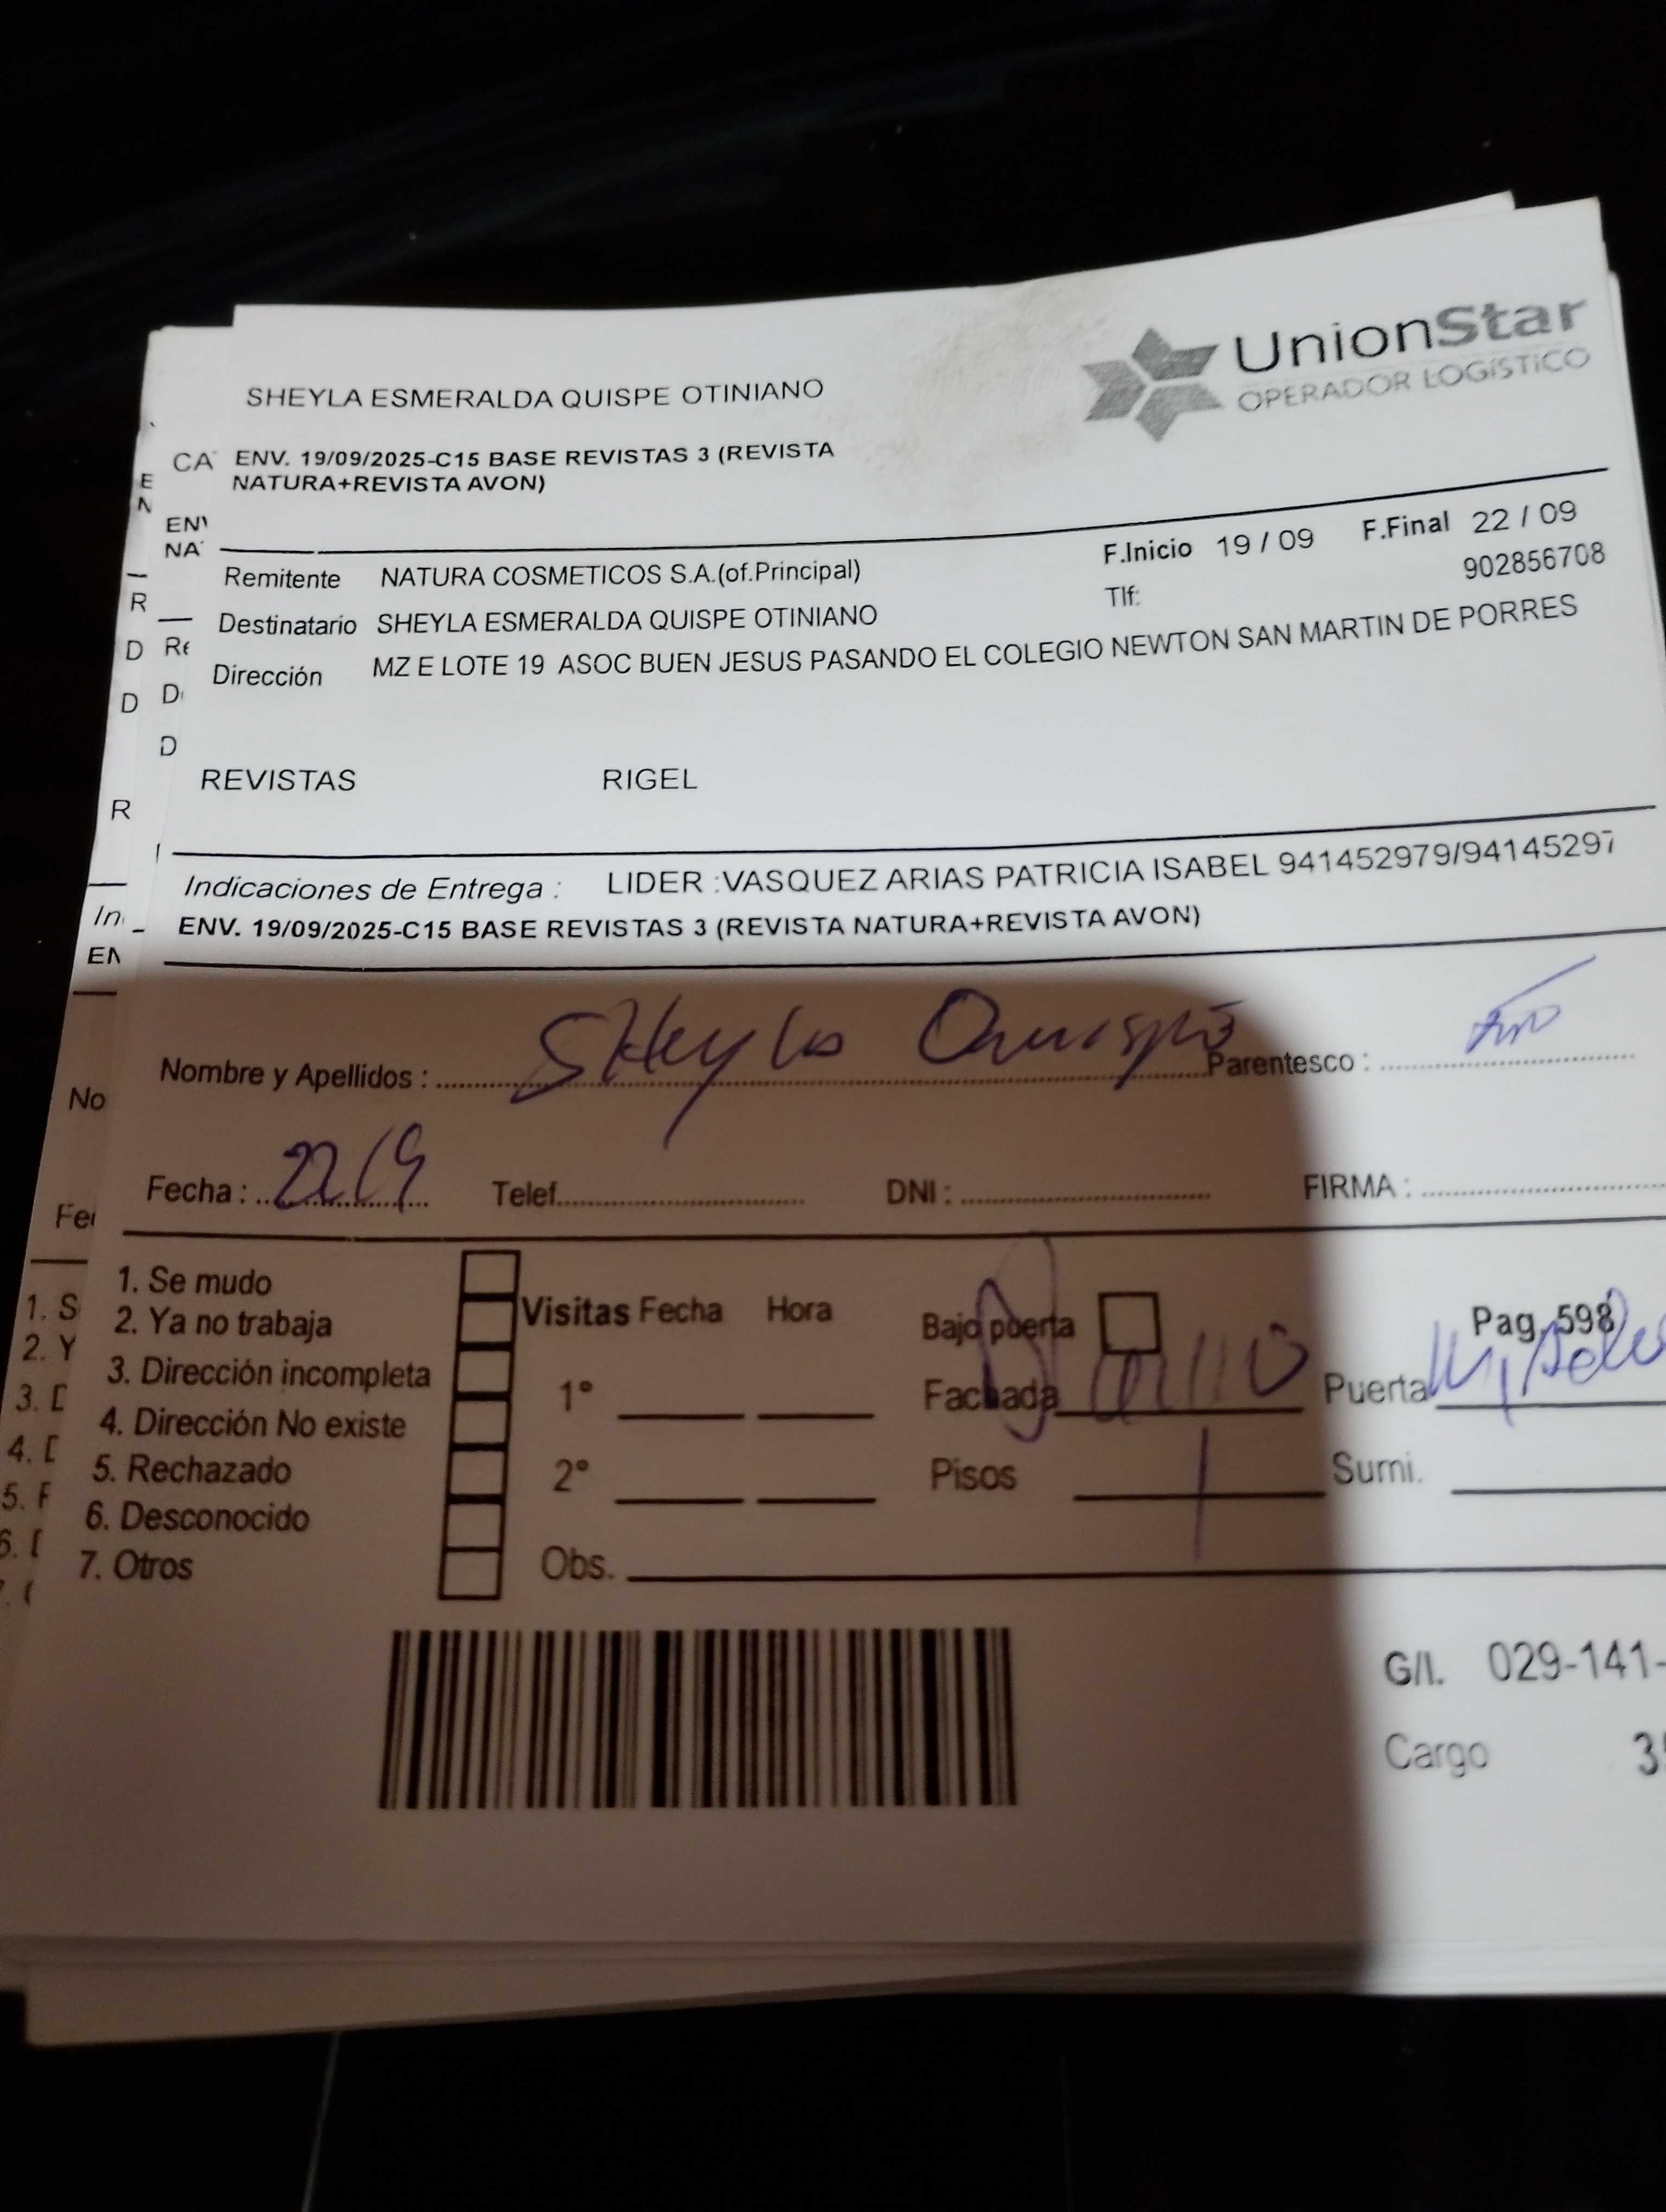 UnionStar
OPERADOR LOGÍSTICO
SHEYLA ESMERALDA QUISPE OTINIANO
CA
ENV. 19/09/2025-C15 BASE REVISTAS 3 (REVISTA
NATURA+REVISTA AVON)
F.Inicio 19 / 09 F.Final 22 / 09
Remitente NATURA COSMETICOS S.A.(of.Principal)
Tlf: 902856708
Destinatario SHEYLA ESMERALDA QUISPE OTINIANO
Dirección MZ E LOTE 19 ASOC BUEN JESUS PASANDO EL COLEGIO NEWTON SAN MARTIN DE PORRES
REVISTAS RIGEL
Indicaciones de Entrega : LIDER :VASQUEZ ARIAS PATRICIA ISABEL 941452979/94145297
ENV. 19/09/2025-C15 BASE REVISTAS 3 (REVISTA NATURA+REVISTA AVON)
Nombre y Apellidos : Sheyla Quispe Parentesco :
Fecha : 22/9 Telef. DNI : FIRMA :
1. Se mudo
2. Ya no trabaja
3. Dirección incompleta
4. Dirección No existe
5. Rechazado
6. Desconocido
7. Otros
Visitas Fecha Hora
1°
2°
Obs.
Bajo puerta Pag. 598
Fachada Puerta
Pisos 1 Sumi.
G/I. 029-141-
Cargo